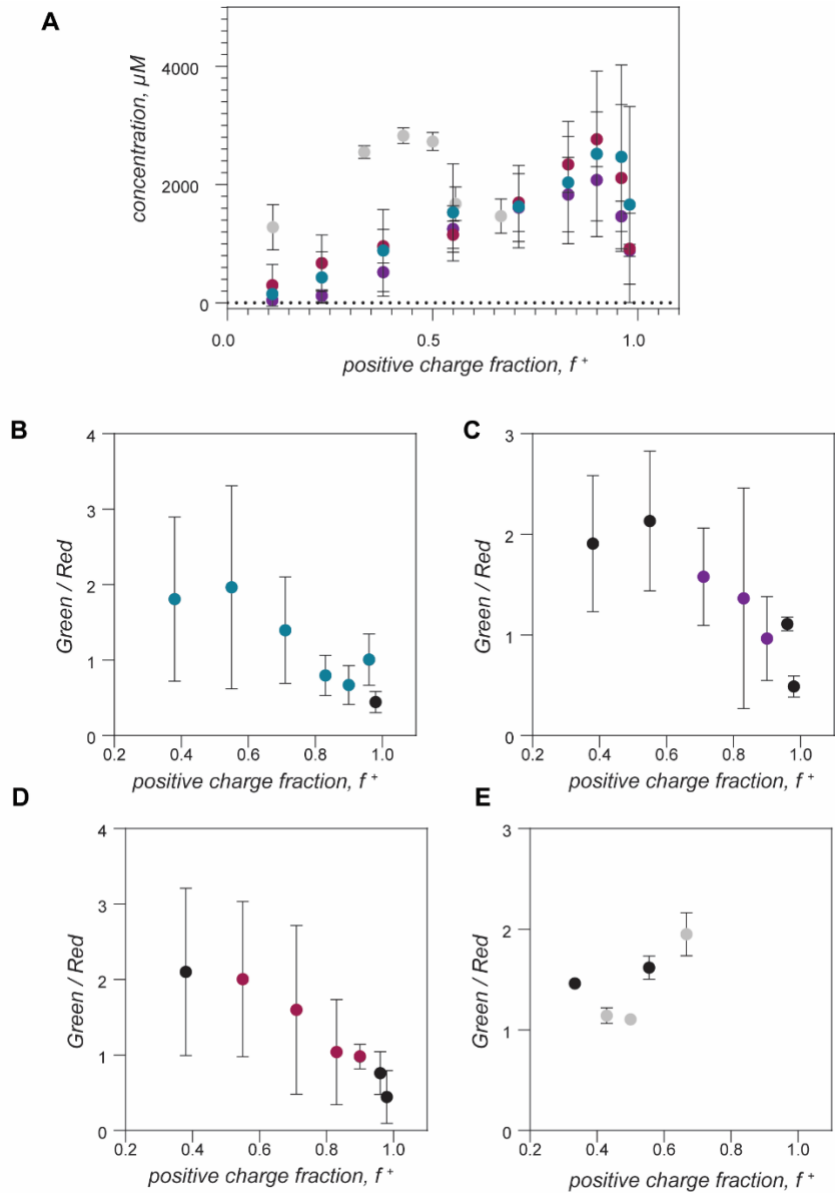 A
concentration, µM
4000
2000
0
0.0
0.5
1.0
positive charge fraction, f +
B
Green / Red
4
3
2
1
0
0.2
0.4
0.6
0.8
1.0
positive charge fraction, f +
C
Green / Red
3
2
1
0
0.2
0.4
0.6
0.8
1.0
positive charge fraction, f +
D
Green / Red
4
3
2
1
0
0.2
0.4
0.6
0.8
1.0
positive charge fraction, f +
E
Green / Red
3
2
1
0
0.2
0.4
0.6
0.8
1.0
positive charge fraction, f +